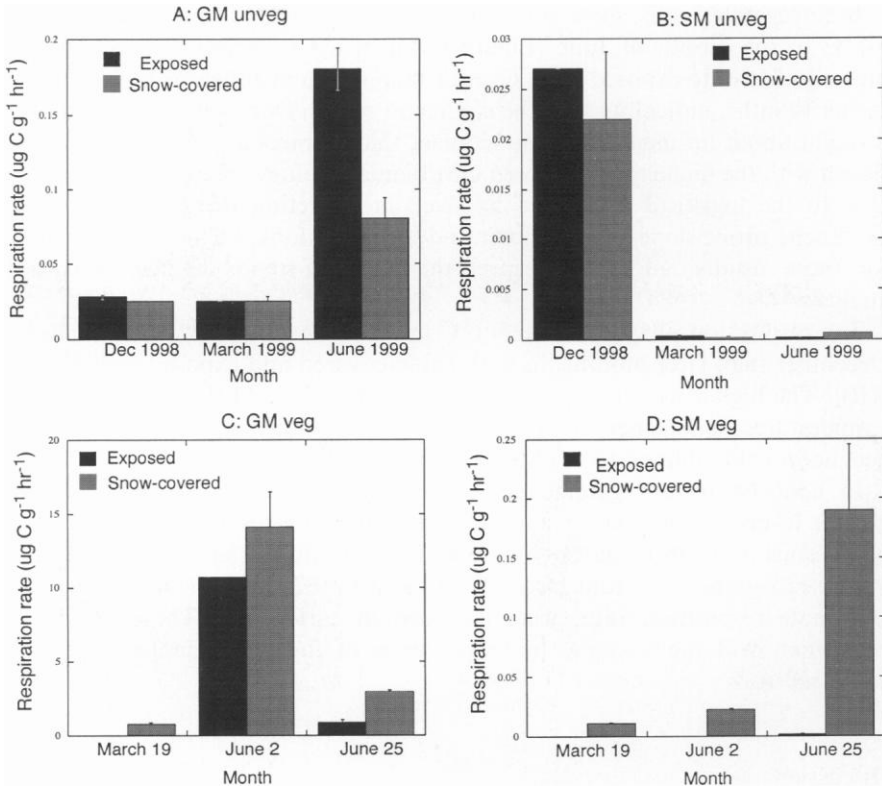 A: GM unveg
Respiration rate (ug C g-1 hr-1)
0.2
0.15
0.1
0.05
0
Exposed
Snow-covered
Dec 1998 March 1999 June 1999
Month
B: SM unveg
Respiration rate (ug C g-1 hr-1)
0.03
0.025
0.02
0.015
0.01
0.005
0
Exposed
Snow-covered
Dec 1998 March 1999 June 1999
Month
C: GM veg
Respiration rate (ug C g-1 hr-1)
20
15
10
5
0
Exposed
Snow-covered
March 19 June 2 June 25
Month
D: SM veg
Respiration rate (ug C g-1 hr-1)
0.25
0.2
0.15
0.1
0.05
0
Exposed
Snow-covered
March 19 June 2 June 25
Month